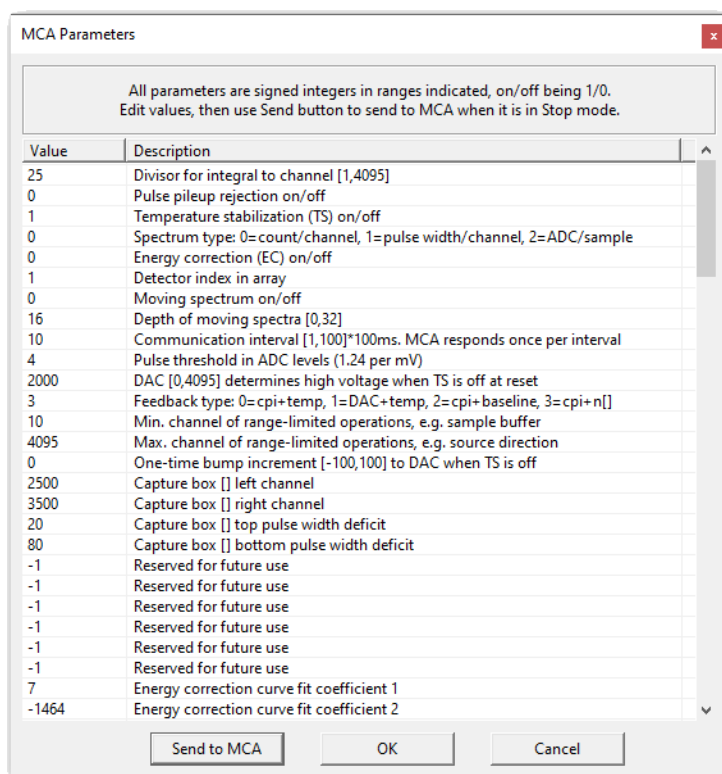 MCA Parameters
x
All parameters are signed integers in ranges indicated, on/off being 1/0.
Edit values, then use Send button to send to MCA when it is in Stop mode.
Value Description
25 Divisor for integral to channel [1,4095]
0 Pulse pileup rejection on/off
1 Temperature stabilization (TS) on/off
0 Spectrum type: 0=count/channel, 1=pulse width/channel, 2=ADC/sample
0 Energy correction (EC) on/off
1 Detector index in array
0 Moving spectrum on/off
16 Depth of moving spectra [0,32]
10 Communication interval [1,100]*100ms. MCA responds once per interval
4 Pulse threshold in ADC levels (1.24 per mV)
2000 DAC [0,4095] determines high voltage when TS is off at reset
3 Feedback type: 0=cpi+temp, 1=DAC+temp, 2=cpi+baseline, 3=cpi+n[]
10 Min. channel of range-limited operations, e.g. sample buffer
4095 Max. channel of range-limited operations, e.g. source direction
0 One-time bump increment [-100,100] to DAC when TS is off
2500 Capture box [] left channel
3500 Capture box [] right channel
20 Capture box [] top pulse width deficit
80 Capture box [] bottom pulse width deficit
-1 Reserved for future use
-1 Reserved for future use
-1 Reserved for future use
-1 Reserved for future use
-1 Reserved for future use
-1 Reserved for future use
7 Energy correction curve fit coefficient 1
-1464 Energy correction curve fit coefficient 2
Send to MCA OK Cancel